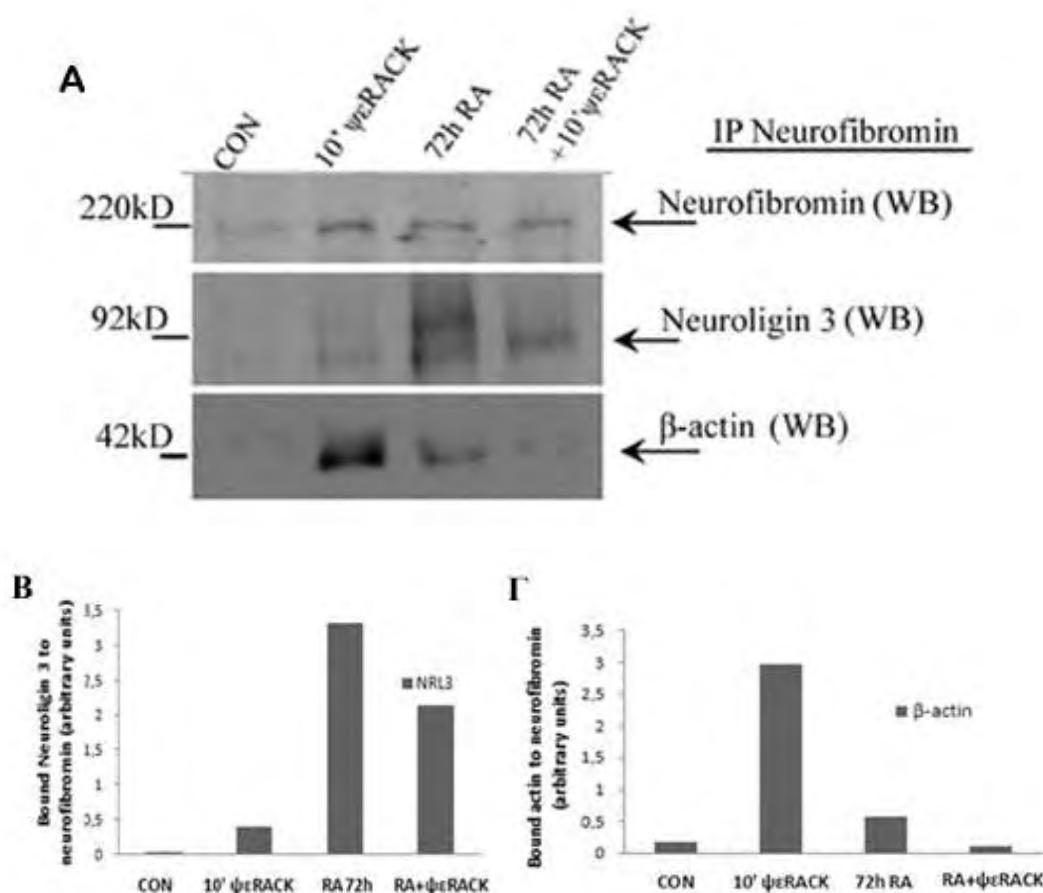 A
CON
10' ψεRACK
72h RA
72h RA
+10'ψεRACK
IP Neurofibromin
220kD
Neurofibromin (WB)
92kD
Neuroligin 3 (WB)
42kD
β-actin (WB)
B
Bound Neuroligin 3 to
neurofibromin (arbitrary units)
3,5
3
2,5
2
1,5
1
0,5
0
NRL3
CON
10' ψεRACK
RA 72h
RA+ψεRACK
Γ
Bound actin to neurofibromin
(arbitrary units)
3,5
3
2,5
2
1,5
1
0,5
0
β-actin
CON
10' ψεRACK
72h RA
RA+ψεRACK